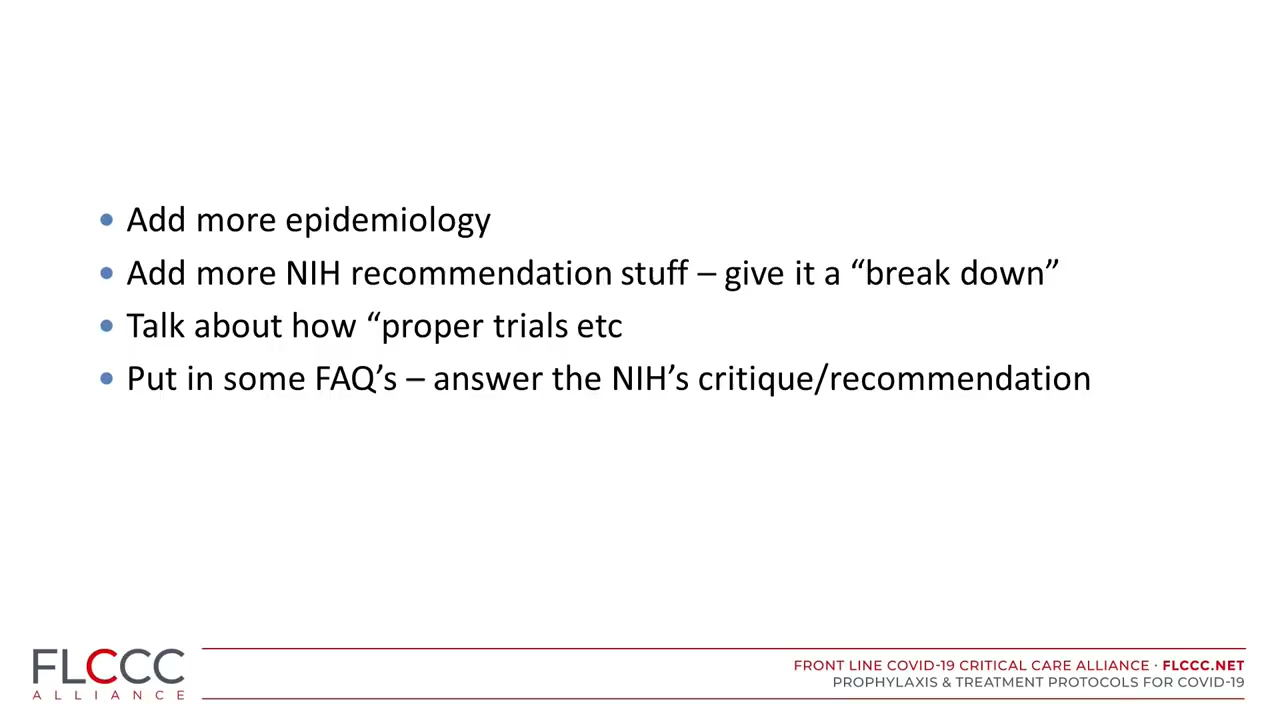 • Add more epidemiology
• Add more NIH recommendation stuff – give it a “break down”
• Talk about how “proper trials etc
• Put in some FAQ’s – answer the NIH’s critique/recommendation
FLCCC
ALLIANCE
FRONT LINE COVID-19 CRITICAL CARE ALLIANCE · FLCCC.NET
PROPHYLAXIS & TREATMENT PROTOCOLS FOR COVID-19